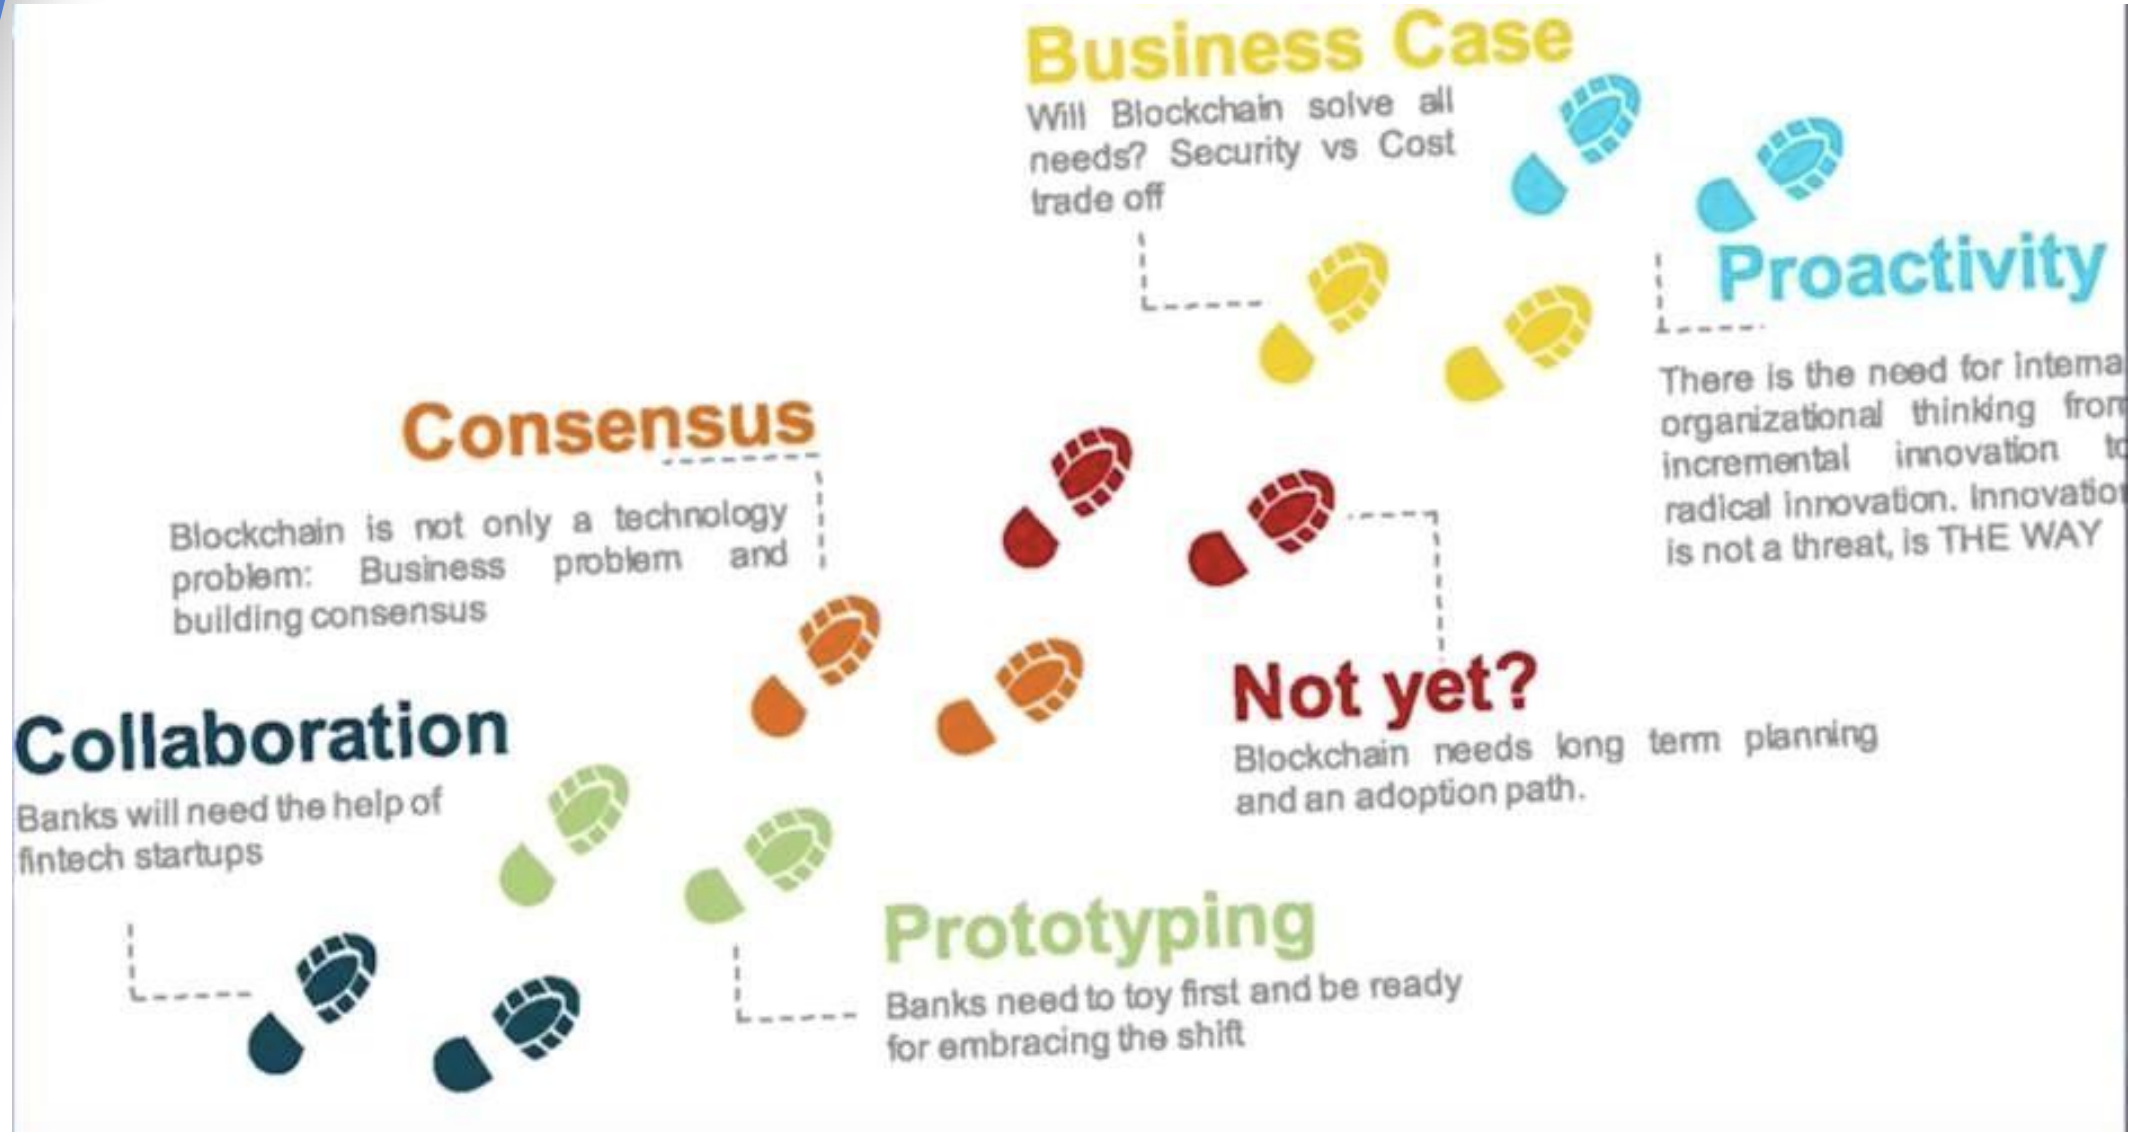 Business Case
Will Blockchain solve all
needs? Security vs Cost
trade off
Proactivity
There is the need for interna
organizational thinking from
incremental innovation to
radical innovation. Innovation
is not a threat, is THE WAY
Consensus
Blockchain is not only a technology
problem: Business problem and
building consensus
Not yet?
Blockchain needs long term planning
and an adoption path.
Collaboration
Banks will need the help of
fintech startups
Prototyping
Banks need to toy first and be ready
for embracing the shift